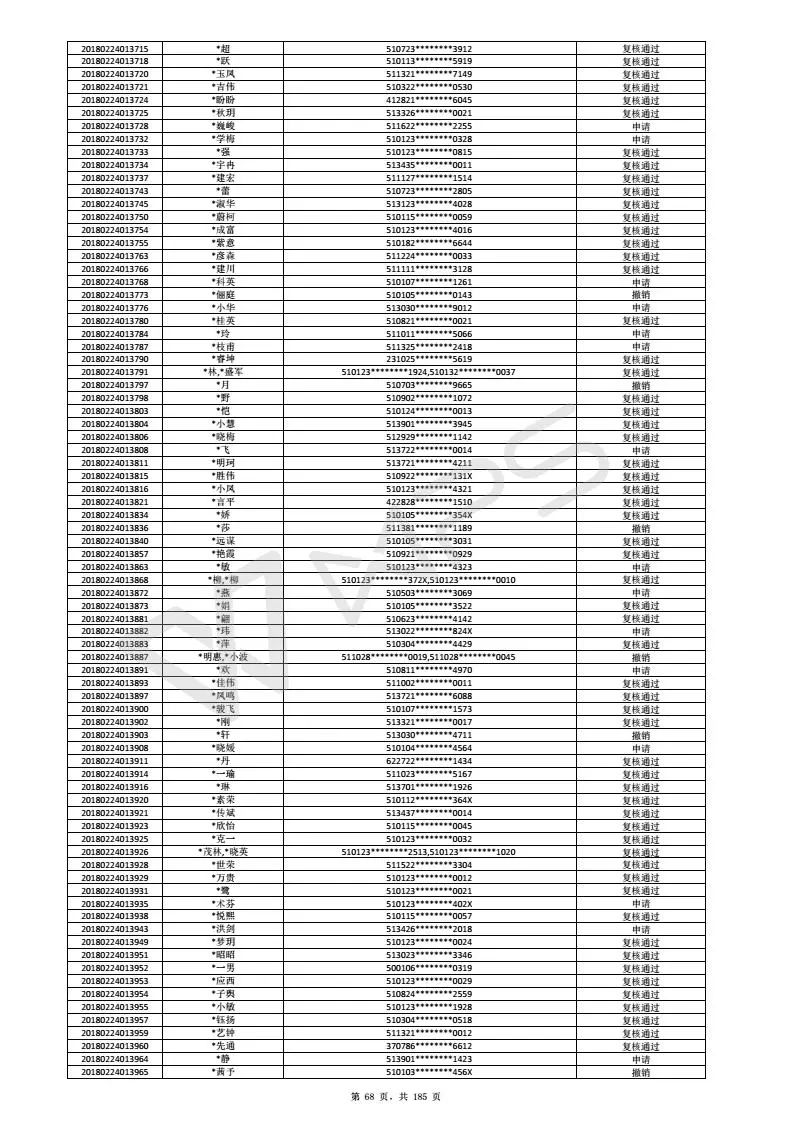 20180224013715 *超 510723********3912 复核通过
20180224013718 *跃 510113********5919 复核通过
20180224013720 *玉凤 511321********7149 复核通过
20180224013721 *吉伟 510322********0530 复核通过
20180224013724 *盼盼 412821********6045 复核通过
20180224013725 *秋玥 513326********0021 复核通过
20180224013728 *巍峻 511622********2255 申请
20180224013732 *学梅 510123********0328 申请
20180224013733 *强 510123********0815 复核通过
20180224013734 *宇冉 513435********0011 复核通过
20180224013737 *建宏 511127********1514 复核通过
20180224013743 *蕾 510723********2805 复核通过
20180224013745 *淑华 513123********4028 复核通过
20180224013750 *蔚柯 510115********0059 复核通过
20180224013754 *成富 510123********4016 复核通过
20180224013755 *紫意 510182********6644 复核通过
20180224013763 *彦森 511224********0033 复核通过
20180224013766 *建川 511111********3128 复核通过
20180224013768 *科英 510107********1261 申请
20180224013773 *俪庭 510105********0143 撤销
20180224013776 *小华 513030********9012 申请
20180224013780 *桂英 510821********0021 复核通过
20180224013784 *玲 511011********5066 申请
20180224013787 *枝甫 511325********2418 申请
20180224013790 *睿坤 231025********5619 复核通过
20180224013791 *林,*盛军 510123********1924,510132********0037 复核通过
20180224013797 *月 510703********9665 撤销
20180224013798 *野 510902********1072 复核通过
20180224013803 *恺 510124********0013 复核通过
20180224013804 *小慧 513901********3945 复核通过
20180224013806 *晓梅 512929********1142 复核通过
20180224013808 *飞 513722********0014 申请
20180224013811 *明珂 513721********4211 复核通过
20180224013815 *胜伟 510922********131X 复核通过
20180224013816 *小凤 510123********4321 复核通过
20180224013821 *言平 422828********1510 复核通过
20180224013834 *娇 510105********354X 复核通过
20180224013836 *莎 511381********1189 撤销
20180224013840 *远谋 510105********3031 复核通过
20180224013857 *艳霞 510921********0929 复核通过
20180224013863 *敏 510123********4323 申请
20180224013868 *柳,*柳 510123********372X,510123********0010 复核通过
20180224013872 *燕 510503********3069 申请
20180224013873 *娟 510105********3522 复核通过
20180224013881 *翩 510623********4142 复核通过
20180224013882 *玮 513022********824X 申请
20180224013883 *萍 510304********4429 复核通过
20180224013887 *明惠,*小波 511028********0019,511028********0045 撤销
20180224013891 *欢 510811********4970 申请
20180224013893 *佳伟 511002********0011 复核通过
20180224013897 *凤鸣 513721********6088 复核通过
20180224013900 *骏飞 510107********1573 复核通过
20180224013902 *刚 513321********0017 复核通过
20180224013903 *轩 513030********4711 撤销
20180224013908 *晓媛 510104********4564 申请
20180224013911 *丹 622722********1434 复核通过
20180224013914 *一瑜 511023********5167 复核通过
20180224013916 *琳 513701********1926 复核通过
20180224013920 *素荣 510112********364X 复核通过
20180224013921 *传斌 513437********0014 复核通过
20180224013923 *欣怡 510115********0045 复核通过
20180224013925 *克一 510123********0032 复核通过
20180224013926 *茂林,*晓英 510123********2513,510123********1020 复核通过
20180224013928 *世荣 511522********3304 复核通过
20180224013929 *万贵 510123********0012 复核通过
20180224013931 *鹭 510123********0021 复核通过
20180224013935 *术芬 510123********402X 申请
20180224013938 *悦熙 510115********0057 复核通过
20180224013943 *洪剑 513426********2018 申请
20180224013949 *梦玥 510123********0024 复核通过
20180224013951 *昭昭 513023********3346 复核通过
20180224013952 *一男 500106********0319 复核通过
20180224013953 *应西 510123********0029 复核通过
20180224013954 *子舆 510824********2559 复核通过
20180224013955 *小敏 510123********1928 复核通过
20180224013957 *钰扬 510304********0518 复核通过
20180224013959 *艺钟 511321********0012 复核通过
20180224013960 *先通 370786********6612 复核通过
20180224013964 *静 513901********1423 申请
20180224013965 *茜予 510103********456X 撤销
第 68 页，共 185 页